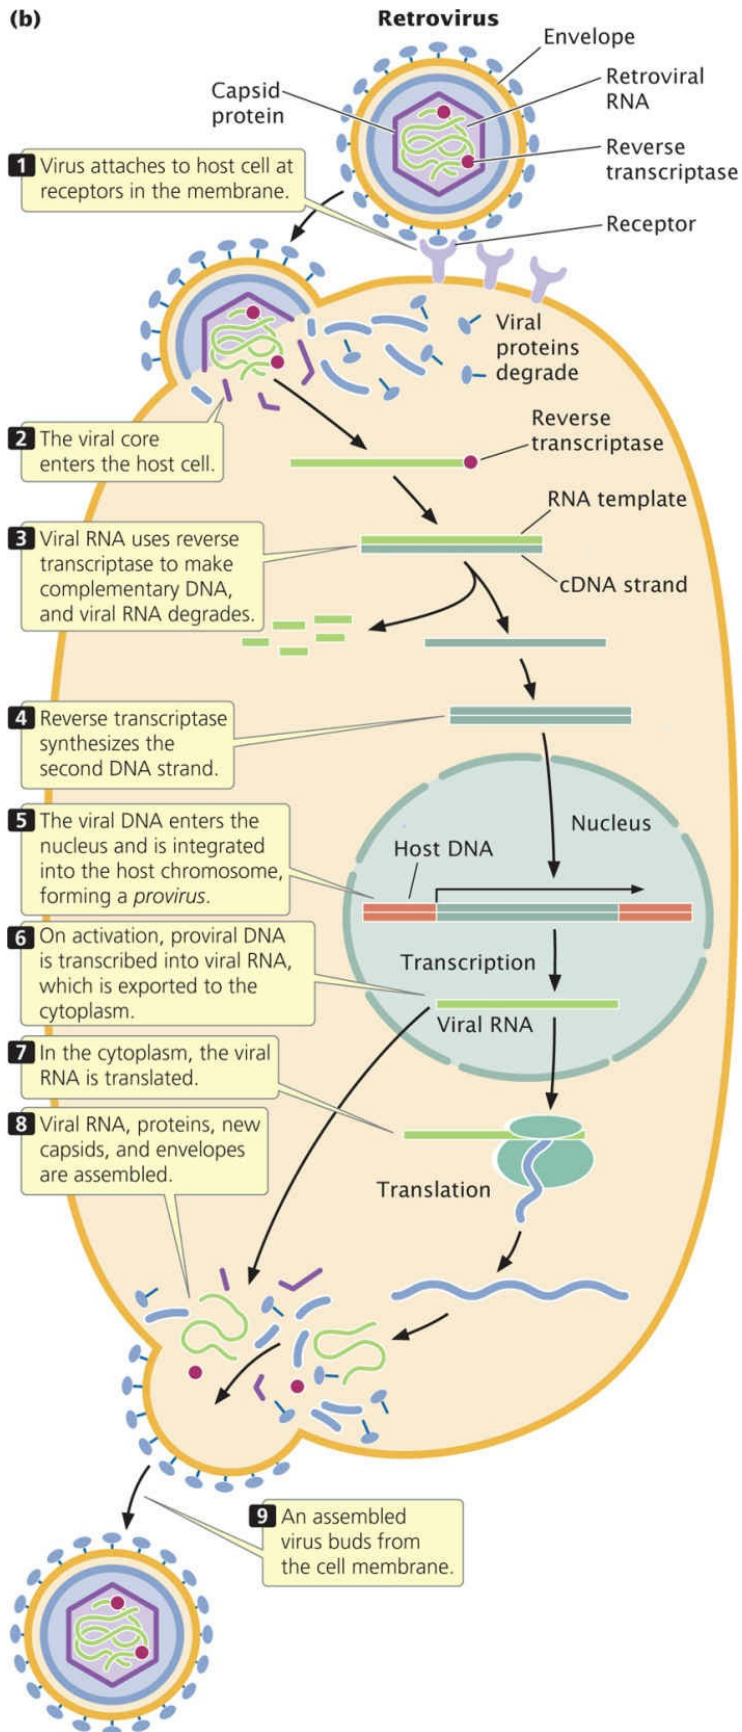 (b)
Retrovirus
Envelope
Capsid
protein
Retroviral
RNA
Reverse
transcriptase
1 Virus attaches to host cell at
receptors in the membrane.
Receptor
Viral
proteins
degrade
2 The viral core
enters the host cell.
Reverse
transcriptase
RNA template
3 Viral RNA uses reverse
transcriptase to make
complementary DNA,
and viral RNA degrades.
cDNA strand
4 Reverse transcriptase
synthesizes the
second DNA strand.
5 The viral DNA enters the
nucleus and is integrated
into the host chromosome,
forming a provirus.
Nucleus
Host DNA
6 On activation, proviral DNA
is transcribed into viral RNA,
which is exported to the
cytoplasm.
Transcription
Viral RNA
7 In the cytoplasm, the viral
RNA is translated.
8 Viral RNA, proteins, new
capsids, and envelopes
are assembled.
Translation
9 An assembled
virus buds from
the cell membrane.